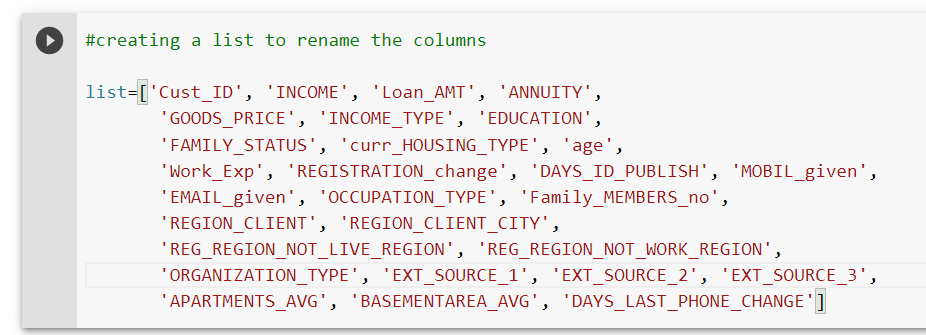 #creating a list to rename the columns
list=['Cust_ID', 'INCOME', 'Loan_AMT', 'ANNUITY',
'GOODS_PRICE', 'INCOME_TYPE', 'EDUCATION',
'FAMILY_STATUS', 'curr_HOUSING_TYPE', 'age',
'Work_Exp', 'REGISTRATION_change', 'DAYS_ID_PUBLISH', 'MOBIL_given',
'EMAIL_given', 'OCCUPATION_TYPE', 'Family_MEMBERS_no',
'REGION_CLIENT', 'REGION_CLIENT_CITY',
'REG_REGION_NOT_LIVE_REGION', 'REG_REGION_NOT_WORK_REGION',
'ORGANIZATION_TYPE', 'EXT_SOURCE_1', 'EXT_SOURCE_2', 'EXT_SOURCE_3',
'APARTMENTS_AVG', 'BASEMENTAREA_AVG', 'DAYS_LAST_PHONE_CHANGE']